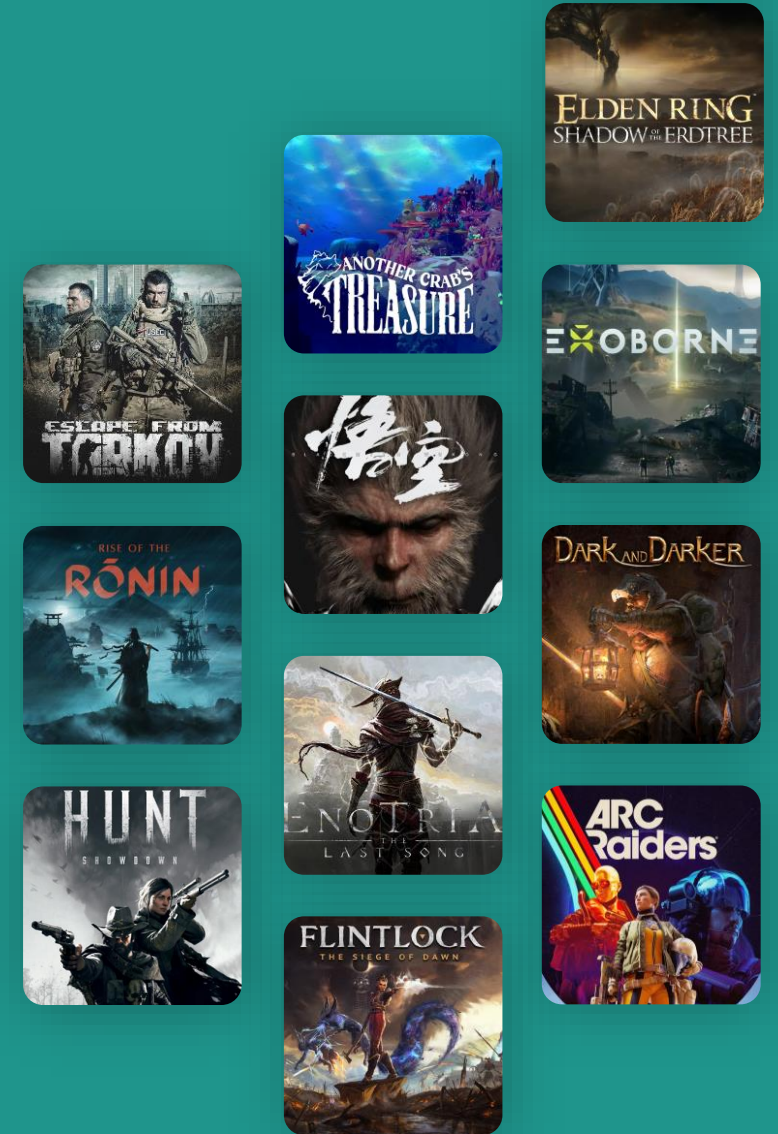 ELDEN RING
SHADOW OF THE ERDTREE
ANOTHER CRAB'S
TREASURE
USEC
ESCAPE FROM
TARKOV
EXOBORNE
悟空
RISE OF THE
RŌNIN
DARK AND DARKER
ENOTRIA
THE
LAST SONG
HUNT
SHOWDOWN
ARC
Raiders
FLINTLOCK
THE SIEGE OF DAWN